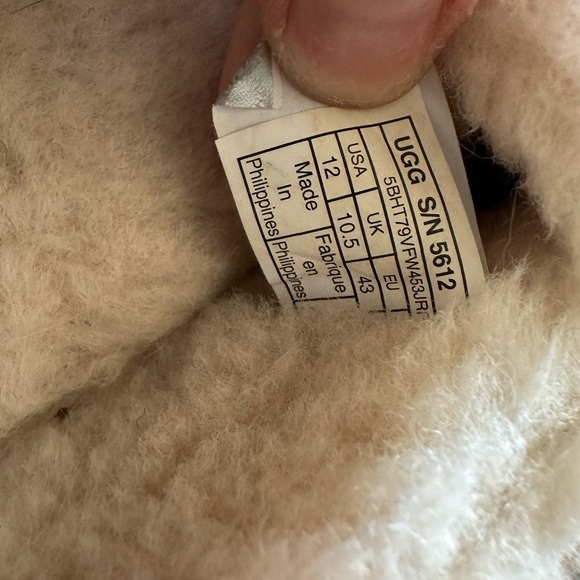 UGG S/N 5612
5BHT79VFW453JR
USA UK EU
12 10.5 43
Made Fabrique
In en
Philippines Philippines